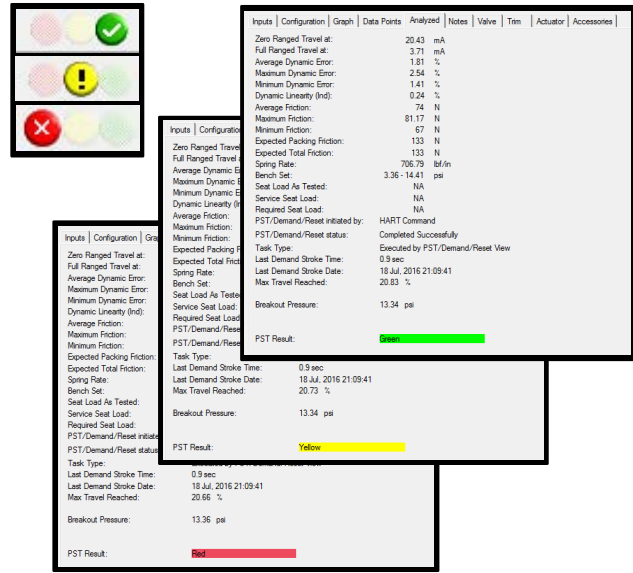 Inputs Configuration Graph Data Points Analyzed Notes Valve Trim Actuator Accessories
Zero Ranged Travel at: 20.43 mA
Full Ranged Travel at: 3.71 mA
Average Dynamic Error: 1.81 %
Maximum Dynamic Error: 2.54 %
Minimum Dynamic Error: 1.41 %
Dynamic Linearity (Ind): 0.24 %
Average Friction: 74 N
Maximum Friction: 81.17 N
Minimum Friction: 67 N
Expected Packing Friction: 133 N
Expected Total Friction: 133 N
Spring Rate: 706.79 lbf/in
Bench Set: 3.36 - 14.41 psi
Seat Load As Tested: NA
Service Seat Load: NA
Required Seat Load: NA
PST/Demand/Reset initiated by: HART Command
PST/Demand/Reset status: Completed Successfully
Task Type: Executed by PST/Demand/Reset View
Last Demand Stroke Time: 0.9 sec
Last Demand Stroke Date: 18 Jul, 2016 21:09:41
Max Travel Reached: 20.83 %
Breakout Pressure: 13.34 psi
PST Result: Green
Inputs Configuration
Zero Ranged Travel
Full Ranged Travel
Average Dynamic
Maximum Dynamic
Minimum Dynamic
Dynamic Linearity
Average Friction:
Maximum Friction:
Minimum Friction:
Expected Packing
Expected Total
Spring Rate:
Bench Set:
Seat Load As
Service Seat Load:
Required Seat Load
PST/Demand/Rese
PST/Demand/Rese
Task Type:
Last Demand Stroke Time: 0.9 sec
Last Demand Stroke Date: 18 Jul, 2016 21:09:41
Max Travel Reached: 20.73 %
Breakout Pressure: 13.34 psi
PST Result: Yellow
Inputs Configuration Gra
Zero Ranged Travel at:
Full Ranged Travel at:
Average Dynamic Error:
Maximum Dynamic Error:
Minimum Dynamic Error:
Dynamic Linearity (Ind):
Average Friction:
Maximum Friction:
Minimum Friction:
Expected Packing Friction:
Expected Total Friction:
Spring Rate:
Bench Set:
Seat Load As Tested:
Service Seat Load:
Required Seat Load:
PST/Demand/Reset initiate
PST/Demand/Reset status
Task Type:
Last Demand Stroke Time: 0.9 sec
Last Demand Stroke Date: 18 Jul, 2016 21:09:41
Max Travel Reached: 20.66 %
Breakout Pressure: 13.36 psi
PST Result: Red